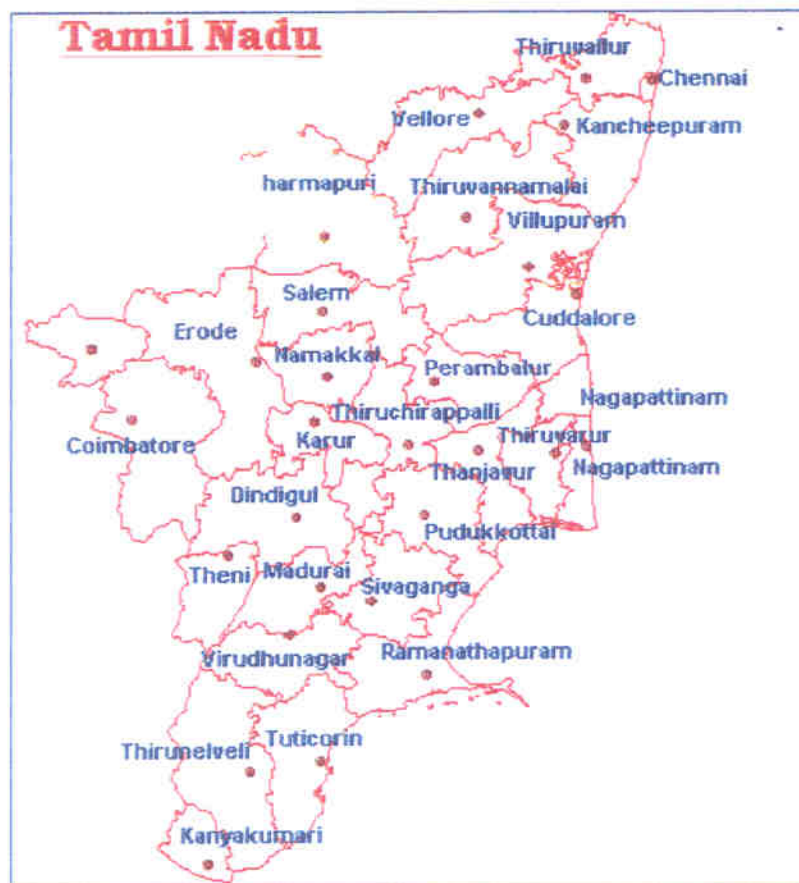 Tamil Nadu
Thiruvallur
Chennai
Vellore
Kancheepuram
harmapuri
Thiruvannamalai
Villupuram
Salem
Cuddalore
Erode
Namakkal
Perambalur
Nagapattinam
Thiruchirappalli
Coimbatore
Karur
Thiruvarur
Thanjavur
Nagapattinam
Dindigul
Pudukkottai
Theni
Madurai
Sivaganga
Virudhunagar
Ramanathapuram
Thirunelveli
Tuticorin
Kanyakumari